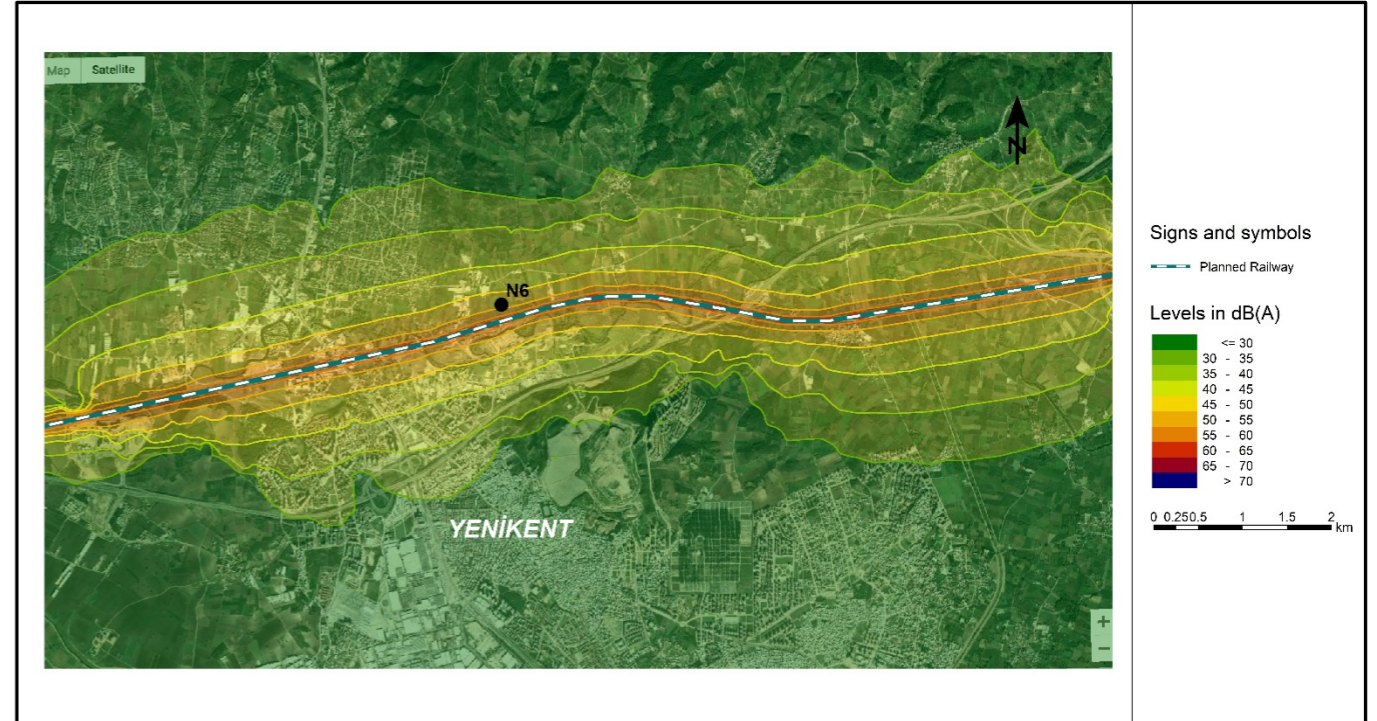 Map Satellite
N
N6
YENİKENT
+
−
Signs and symbols
Planned Railway
Levels in dB(A)
<= 30
30 - 35
35 - 40
40 - 45
45 - 50
50 - 55
55 - 60
60 - 65
65 - 70
> 70
0 0.250.5 1 1.5 2
km